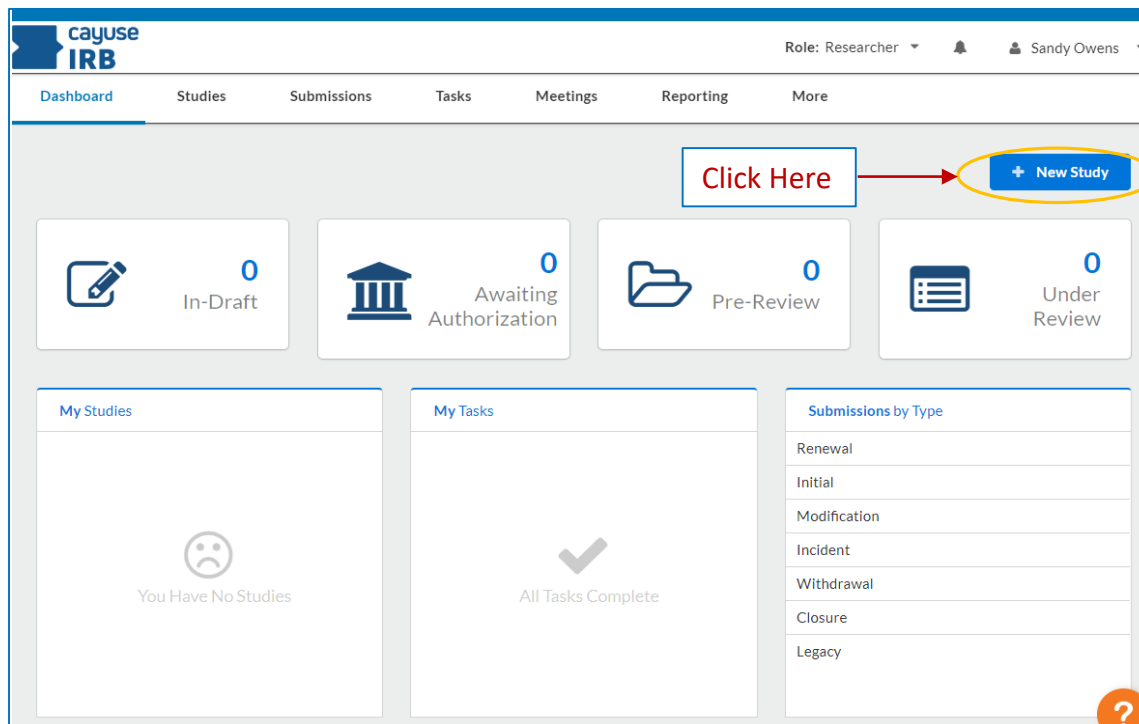 cayuse
IRB
Role: Researcher
Sandy Owens
Dashboard Studies Submissions Tasks Meetings Reporting More
Click Here
+ New Study
0
In-Draft
0
Awaiting
Authorization
0
Pre-Review
0
Under
Review
My Studies
You Have No Studies
My Tasks
All Tasks Complete
Submissions by Type
Renewal
Initial
Modification
Incident
Withdrawal
Closure
Legacy
?